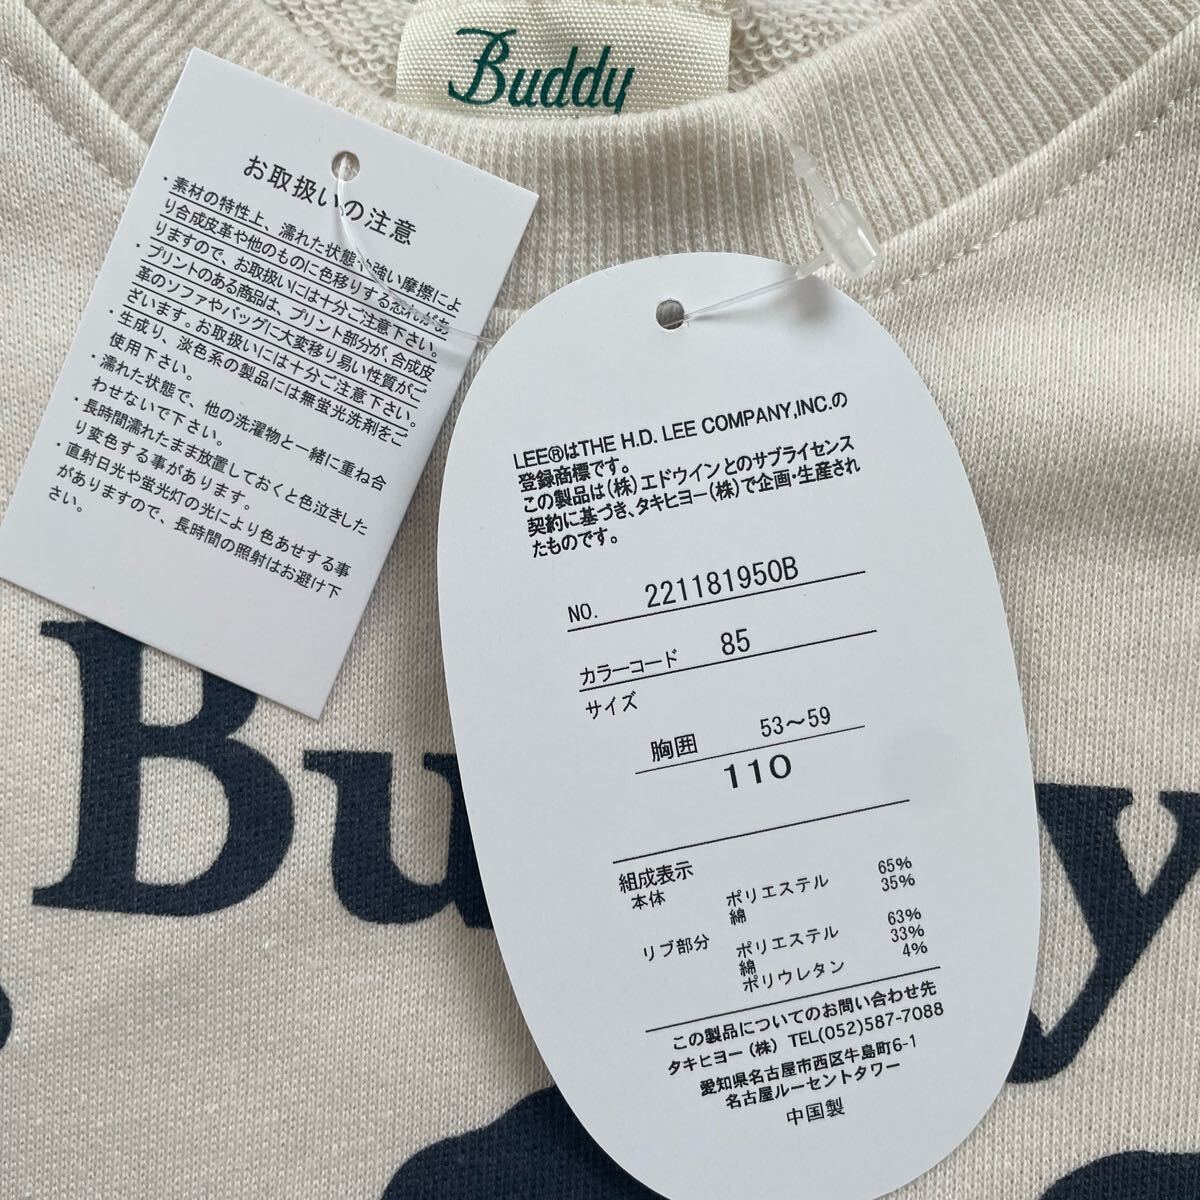 Buddy
お取扱いの注意
・素材の特性上、濡れた状態や強い摩擦によ
り合成皮革や他のものに色移りする恐れがあ
りますので、お取扱いには十分ご注意下さい。
・プリントのある商品は、プリント部分が、合成皮
革のソファやバッグに大変移り易い性質がご
ざいます。お取扱いには十分ご注意下さい。
・生成り、淡色系の製品には無蛍光洗剤をご
使用下さい。
・濡れた状態で、他の洗濯物と一緒に重ね合
わせないで下さい。
・長時間濡れたまま放置しておくと色泣きした
り変色する事があります。
・直射日光や蛍光灯の光により色あせする事
がありますので、長時間の照射はお避け下
さい。
LEE®はTHE H.D. LEE COMPANY,INC.の
登録商標です。
この製品は(株)エドウインとのサブライセンス
契約に基づき、タキヒヨー(株)で企画・生産され
たものです。
NO. 221181950B
カラーコード 85
サイズ
胸囲 53〜59
110
組成表示
本体 ポリエステル 65%
綿 35%
リブ部分 ポリエステル 63%
綿 33%
ポリウレタン 4%
この製品についてのお問い合わせ先
タキヒヨー(株) TEL(052)587-7088
愛知県名古屋市西区牛島町6-1
名古屋ルーセントタワー
中国製
Bu
y